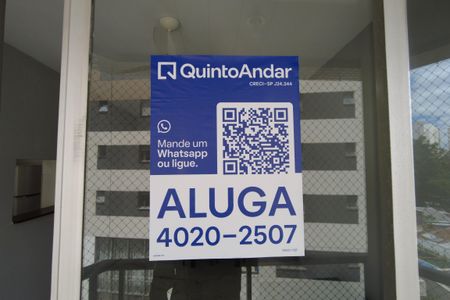 QuintoAndar
CRECI-SP J24.344
Mande um
Whatsapp
ou ligue.
ALUGA
4020-2507